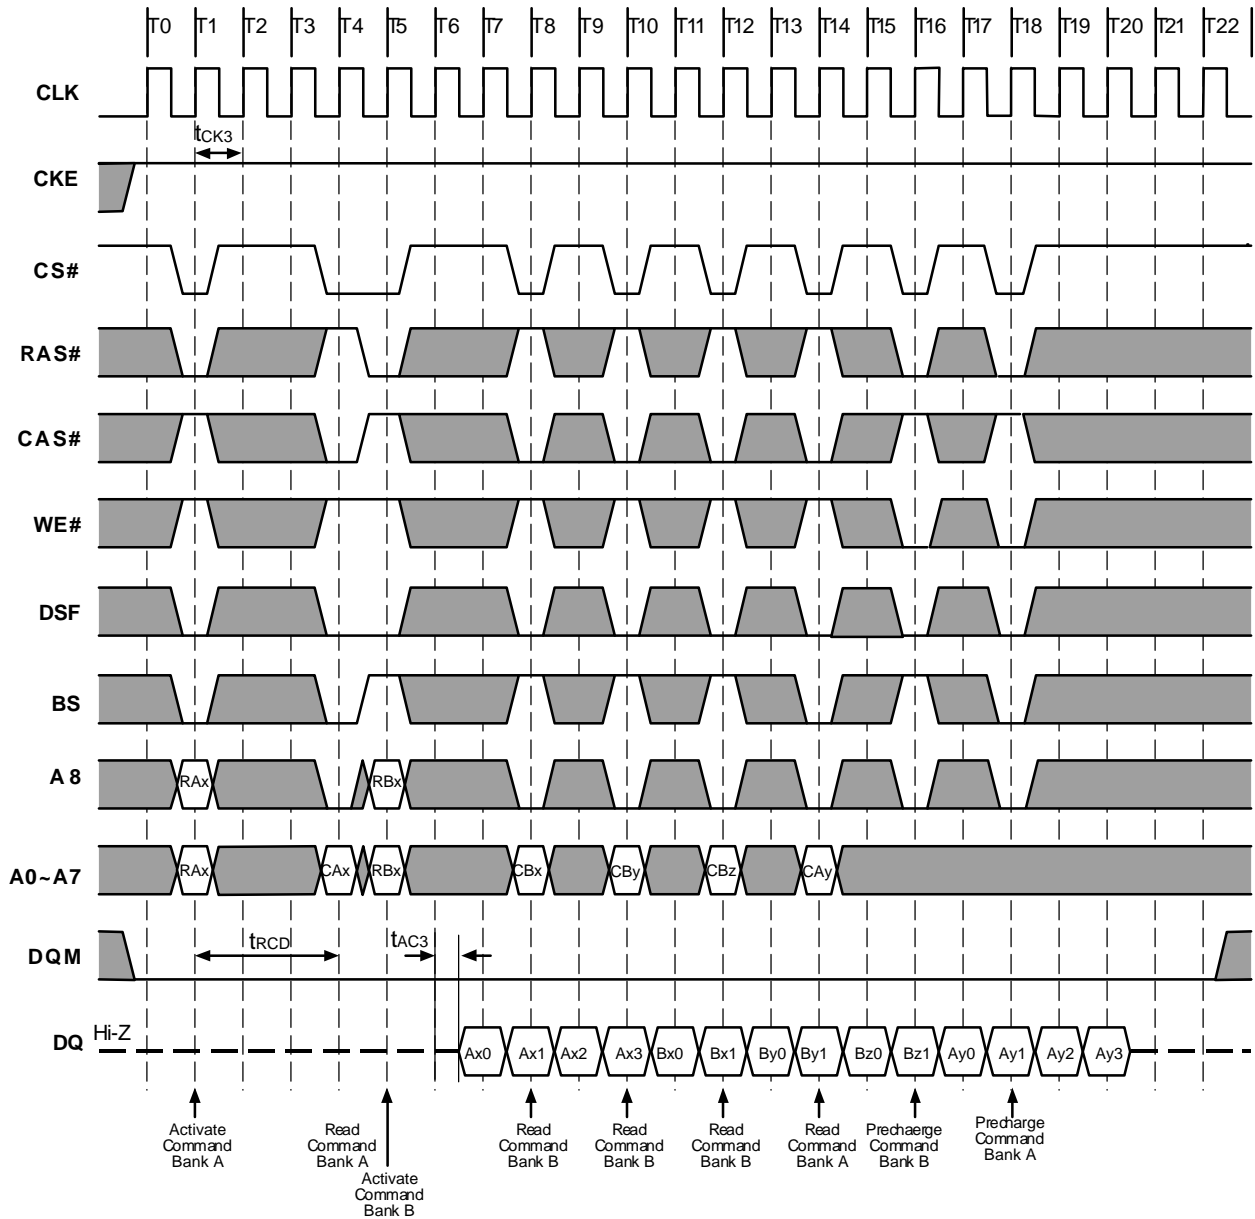 T0 T1 T2 T3 T4 T5 T6 T7 T8 T9 T10 T11 T12 T13 T14 T15 T16 T17 T18 T19 T20 T21 T22
CLK
tCK3
CKE
CS#
RAS#
CAS#
WE#
DSF
BS
A8
RAx RBx
A0~A7
RAx CAx RBx CBx CBy CBz CAy
DQM
tRCD tAC3
DQ
Hi-Z
Ax0 Ax1 Ax2 Ax3 Bx0 Bx1 By0 By1 Bz0 Bz1 Ay0 Ay1 Ay2 Ay3
Activate
Command
Bank A
Read
Command
Bank A
Activate
Command
Bank B
Read
Command
Bank B
Read
Command
Bank B
Read
Command
Bank B
Read
Command
Bank A
Prechaerge
Command
Bank B
Precharge
Command
Bank A